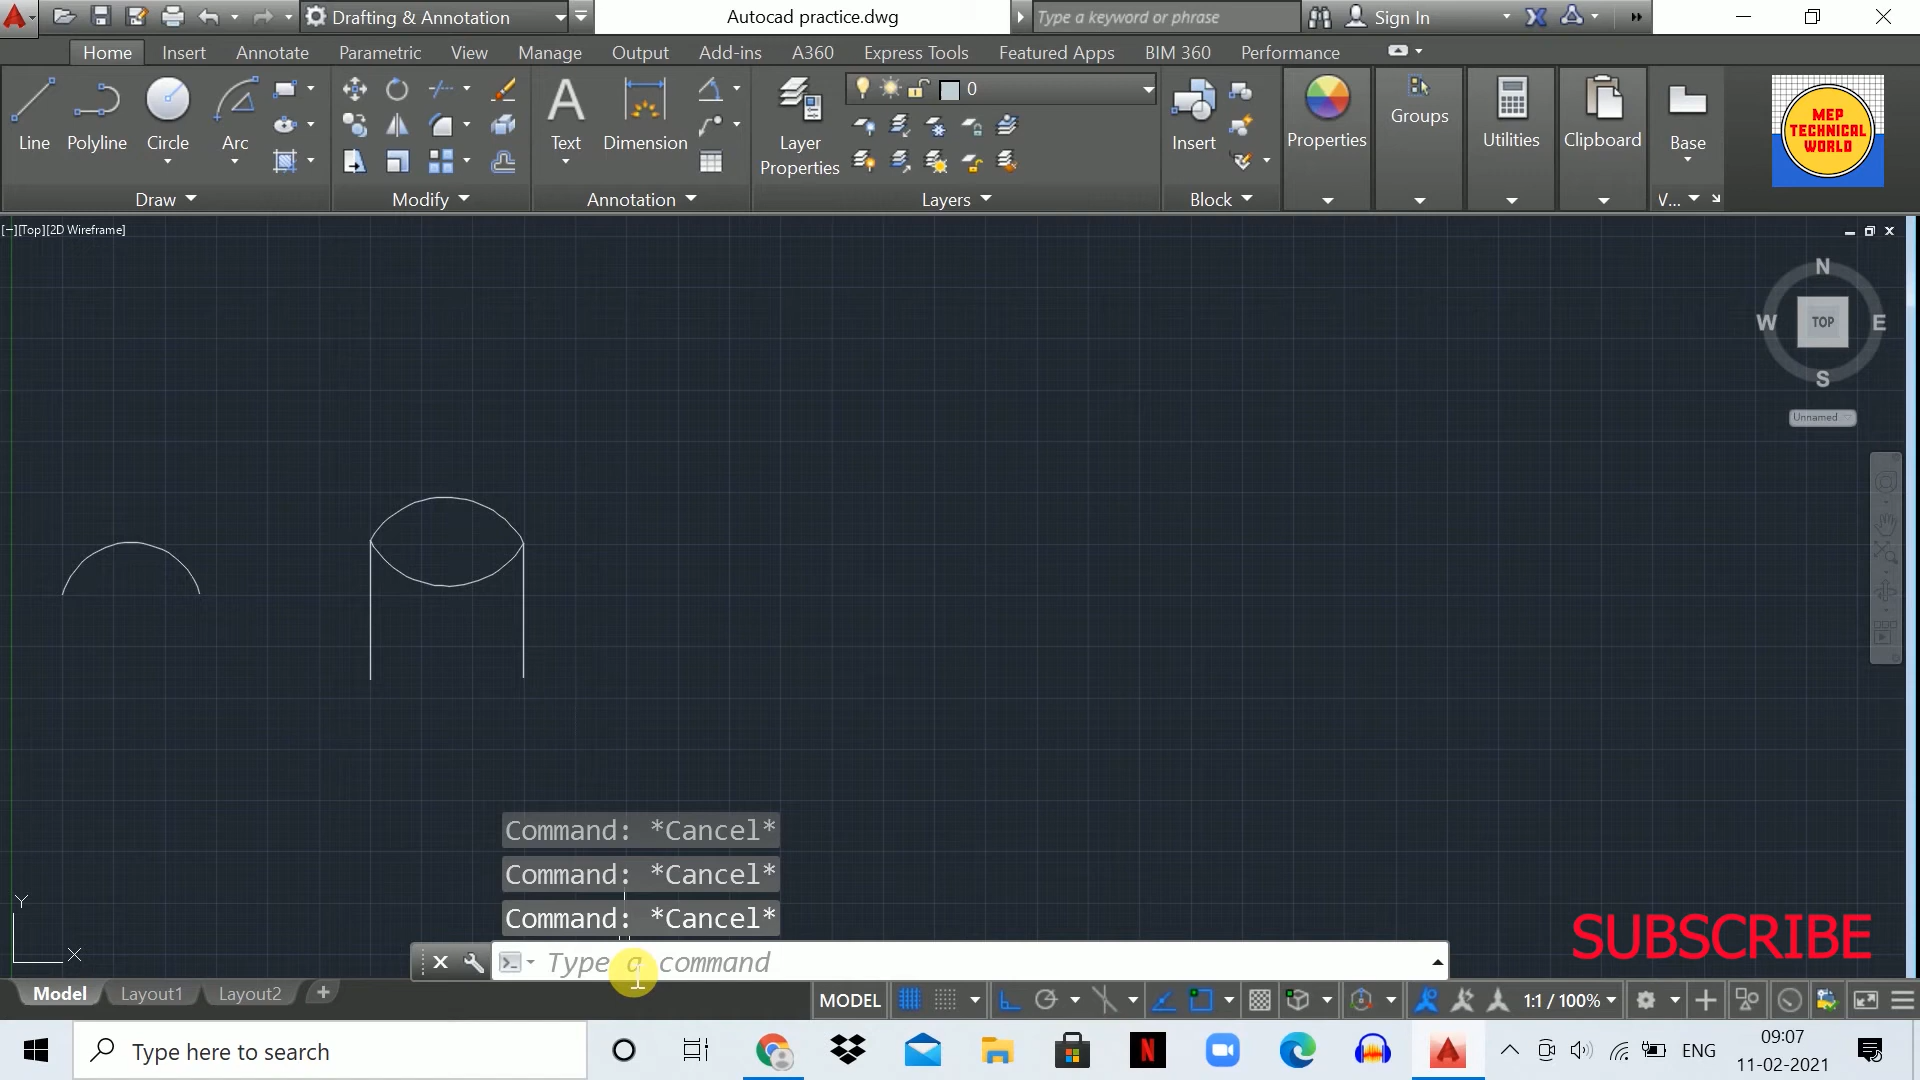 Drafting & Annotation
Autocad practice.dwg
Type a keyword or phrase
Sign In
Home Insert Annotate Parametric View Manage Output Add-ins A360 Express Tools Featured Apps BIM 360 Performance
Line Polyline Circle Arc
Text Dimension
Layer
Properties
0
Insert
Properties
Groups
Utilities
Clipboard
Base
MEP
TECHNICAL
WORLD
Draw
Modify
Annotation
Layers
Block
V...
[−][Top][2D Wireframe]
N
W TOP E
S
Unnamed
Command: *Cancel*
Command: *Cancel*
Command: *Cancel*
SUBSCRIBE
Y
X
Type a command
Model Layout1 Layout2
MODEL
1:1 / 100%
Type here to search
N
ENG
09:07
11-02-2021